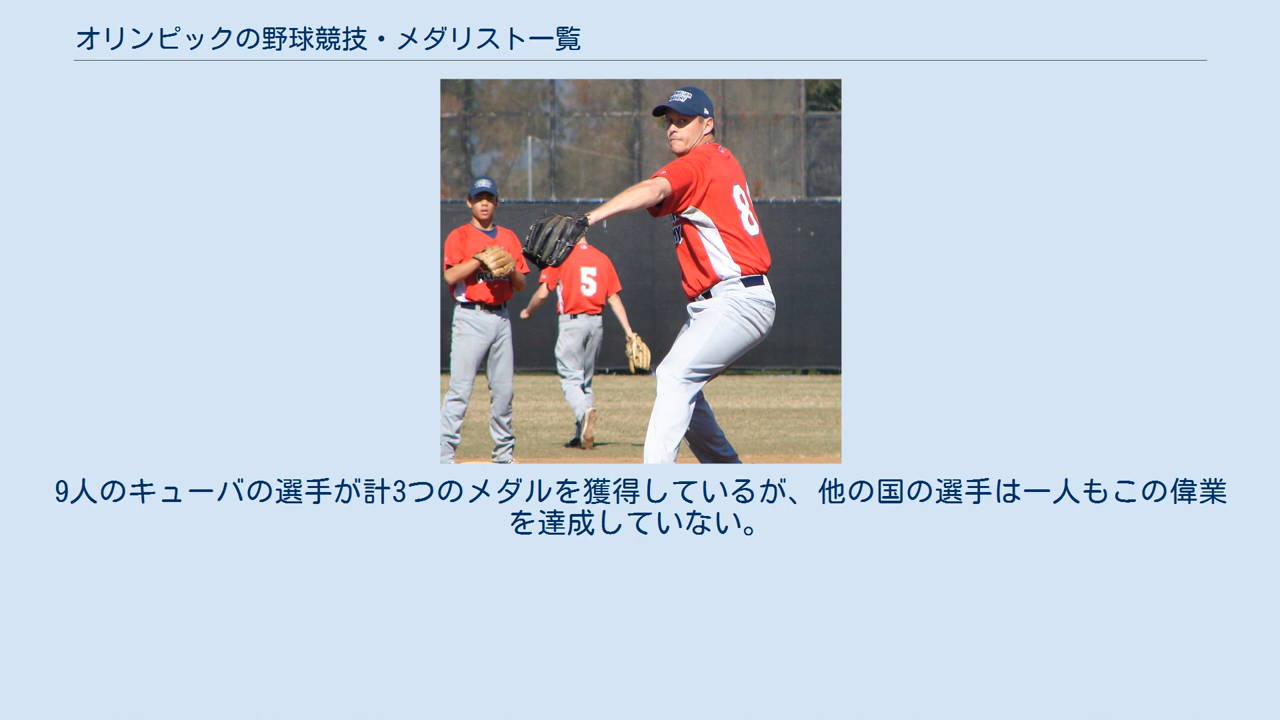 オリンピックの野球競技・メダリスト一覧
8
5
9人のキューバの選手が計3つのメダルを獲得しているが、他の国の選手は一人もこの偉業
を達成していない。